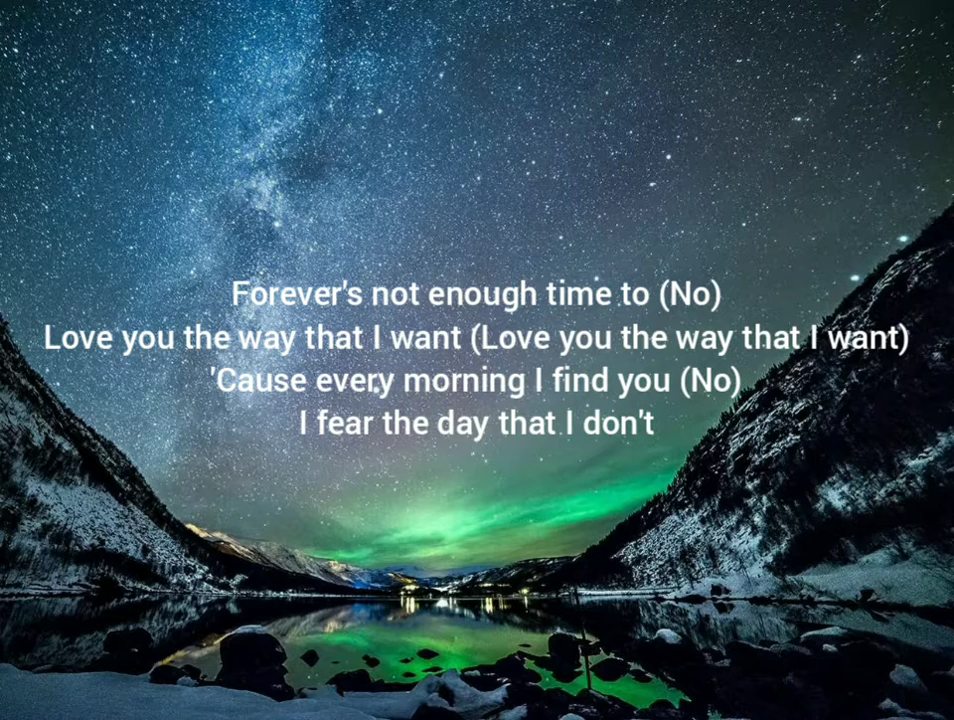 Forever's not enough time to (No)
Love you the way that I want (Love you the way that I want)
'Cause every morning I find you (No)
I fear the day that I don't